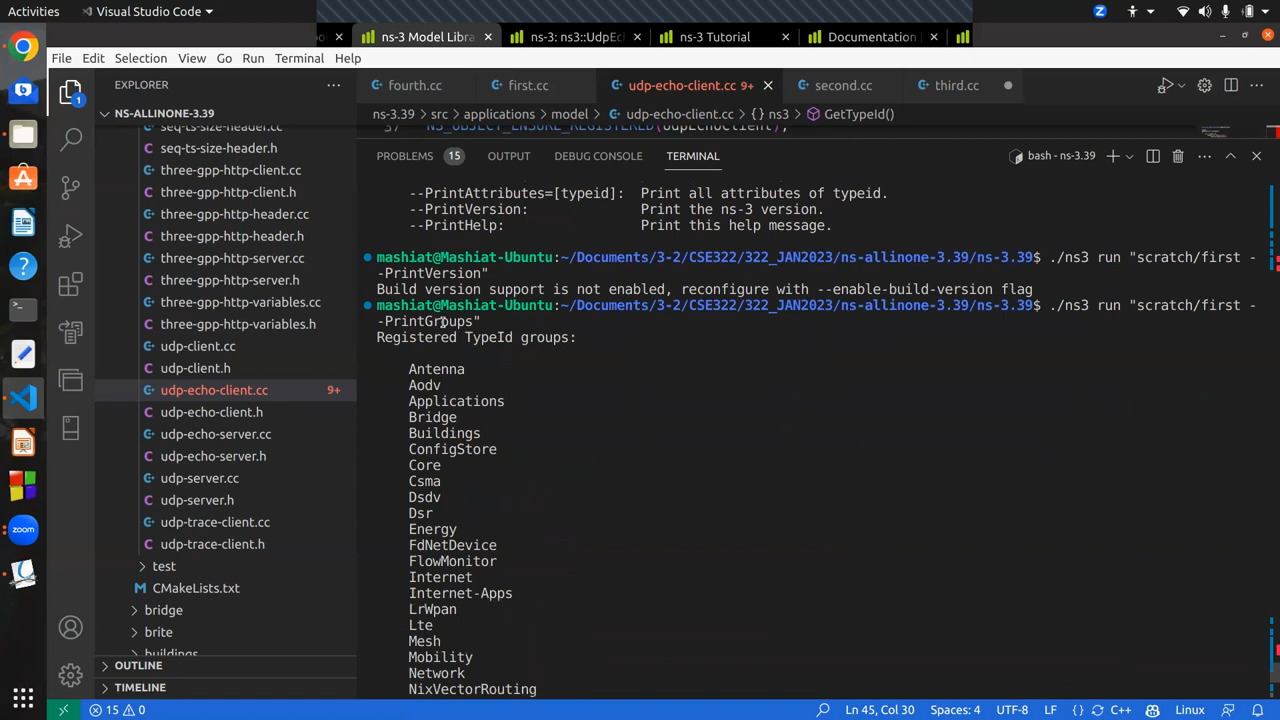 Activities
Visual Studio Code
ns-3 Model Libra
ns-3: ns3::UdpEc
ns-3 Tutorial
Documentation
File Edit Selection View Go Run Terminal Help
EXPLORER
fourth.cc
first.cc
udp-echo-client.cc 9+
second.cc
third.cc
1
NS-ALLINONE-3.39
ns-3.39 > src > applications > model > udp-echo-client.cc > {} ns3 > GetTypeId()
seq-ts-size-header.cc
seq-ts-size-header.h
three-gpp-http-client.cc
three-gpp-http-client.h
three-gpp-http-header.cc
three-gpp-http-header.h
three-gpp-http-server.cc
three-gpp-http-server.h
three-gpp-http-variables.cc
three-gpp-http-variables.h
udp-client.cc
udp-client.h
udp-echo-client.cc 9+
udp-echo-client.h
udp-echo-server.cc
udp-echo-server.h
udp-server.cc
udp-server.h
udp-trace-client.cc
udp-trace-client.h
test
CMakeLists.txt
bridge
brite
buildings
OUTLINE
TIMELINE
37 NS_OBJECT_ENSURE_REGISTERED(UdpEchoClient);
PROBLEMS 15 OUTPUT DEBUG CONSOLE TERMINAL
bash - ns-3.39
--PrintAttributes=[typeid]: Print all attributes of typeid.
--PrintVersion: Print the ns-3 version.
--PrintHelp: Print this help message.
mashiat@Mashiat-Ubuntu:~/Documents/3-2/CSE322/322_JAN2023/ns-allinone-3.39/ns-3.39$ ./ns3 run "scratch/first -
-PrintVersion"
Build version support is not enabled, reconfigure with --enable-build-version flag
mashiat@Mashiat-Ubuntu:~/Documents/3-2/CSE322/322_JAN2023/ns-allinone-3.39/ns-3.39$ ./ns3 run "scratch/first -
-PrintGroups"
Registered TypeId groups:
Antenna
Aodv
Applications
Bridge
Buildings
ConfigStore
Core
Csma
Dsdv
Dsr
Energy
FdNetDevice
FlowMonitor
Internet
Internet-Apps
LrWpan
Lte
Mesh
Mobility
Network
NixVectorRouting
15 0
Ln 45, Col 30 Spaces: 4 UTF-8 LF {} C++ Linux
zoom